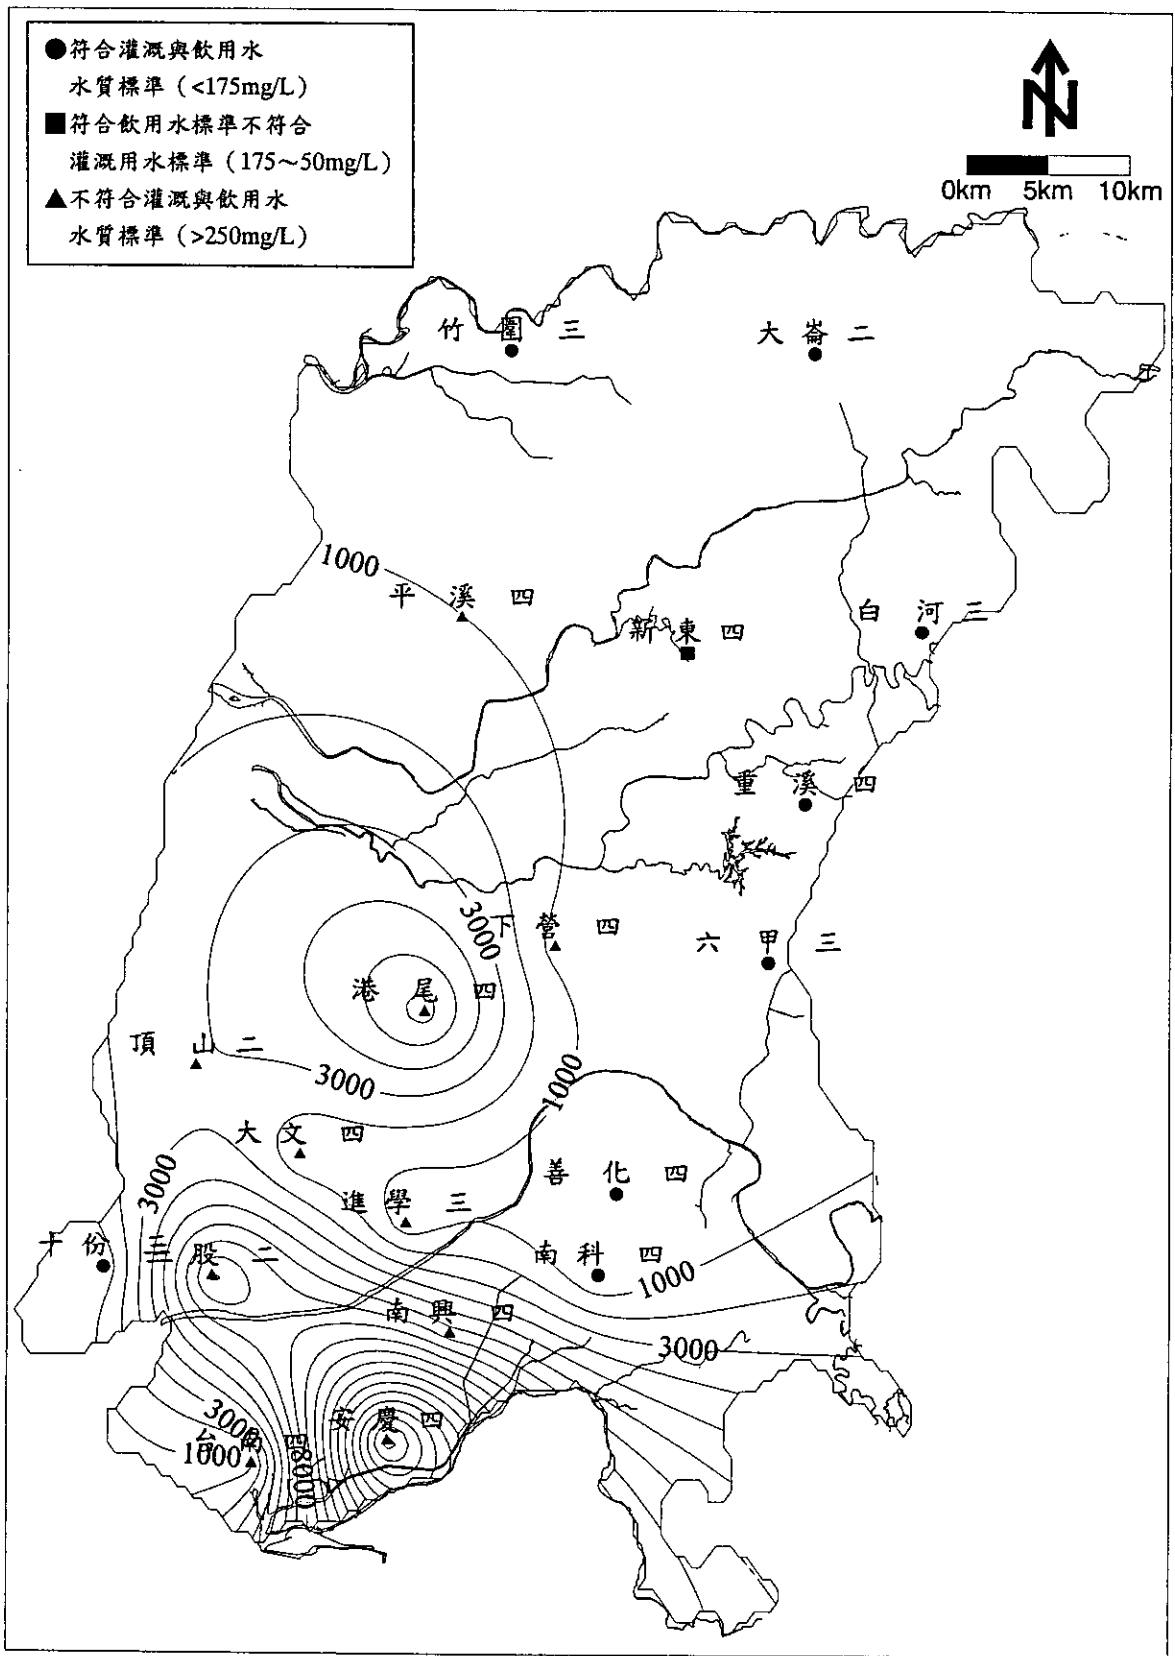 ●符合灌溉與飲用水
水質標準（<175mg/L）
■符合飲用水標準不符合
灌溉用水標準（175～50mg/L）
▲不符合灌溉與飲用水
水質標準（>250mg/L）
N
0km 5km 10km
竹圍三
大崙二
1000
平溪四
新東四
白河三
重溪四
3000
下營四
六甲三
港尾四
頂山二
3000
1000
大文四
3000
善化四
進學三
十份三
股二
南科四
1000
南興四
3000
3000
安慶四
台南
1000
8000